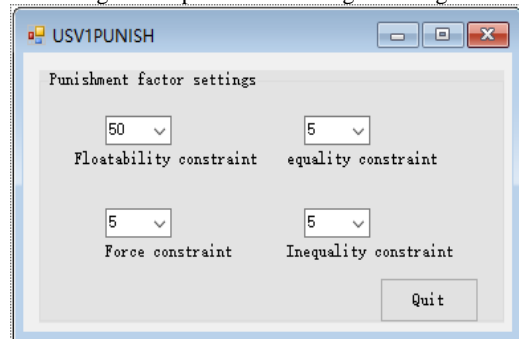 USV1PUNISH
Punishment factor settings
50 5
Floatability constraint equality constraint
5 5
Force constraint Inequality constraint
Quit